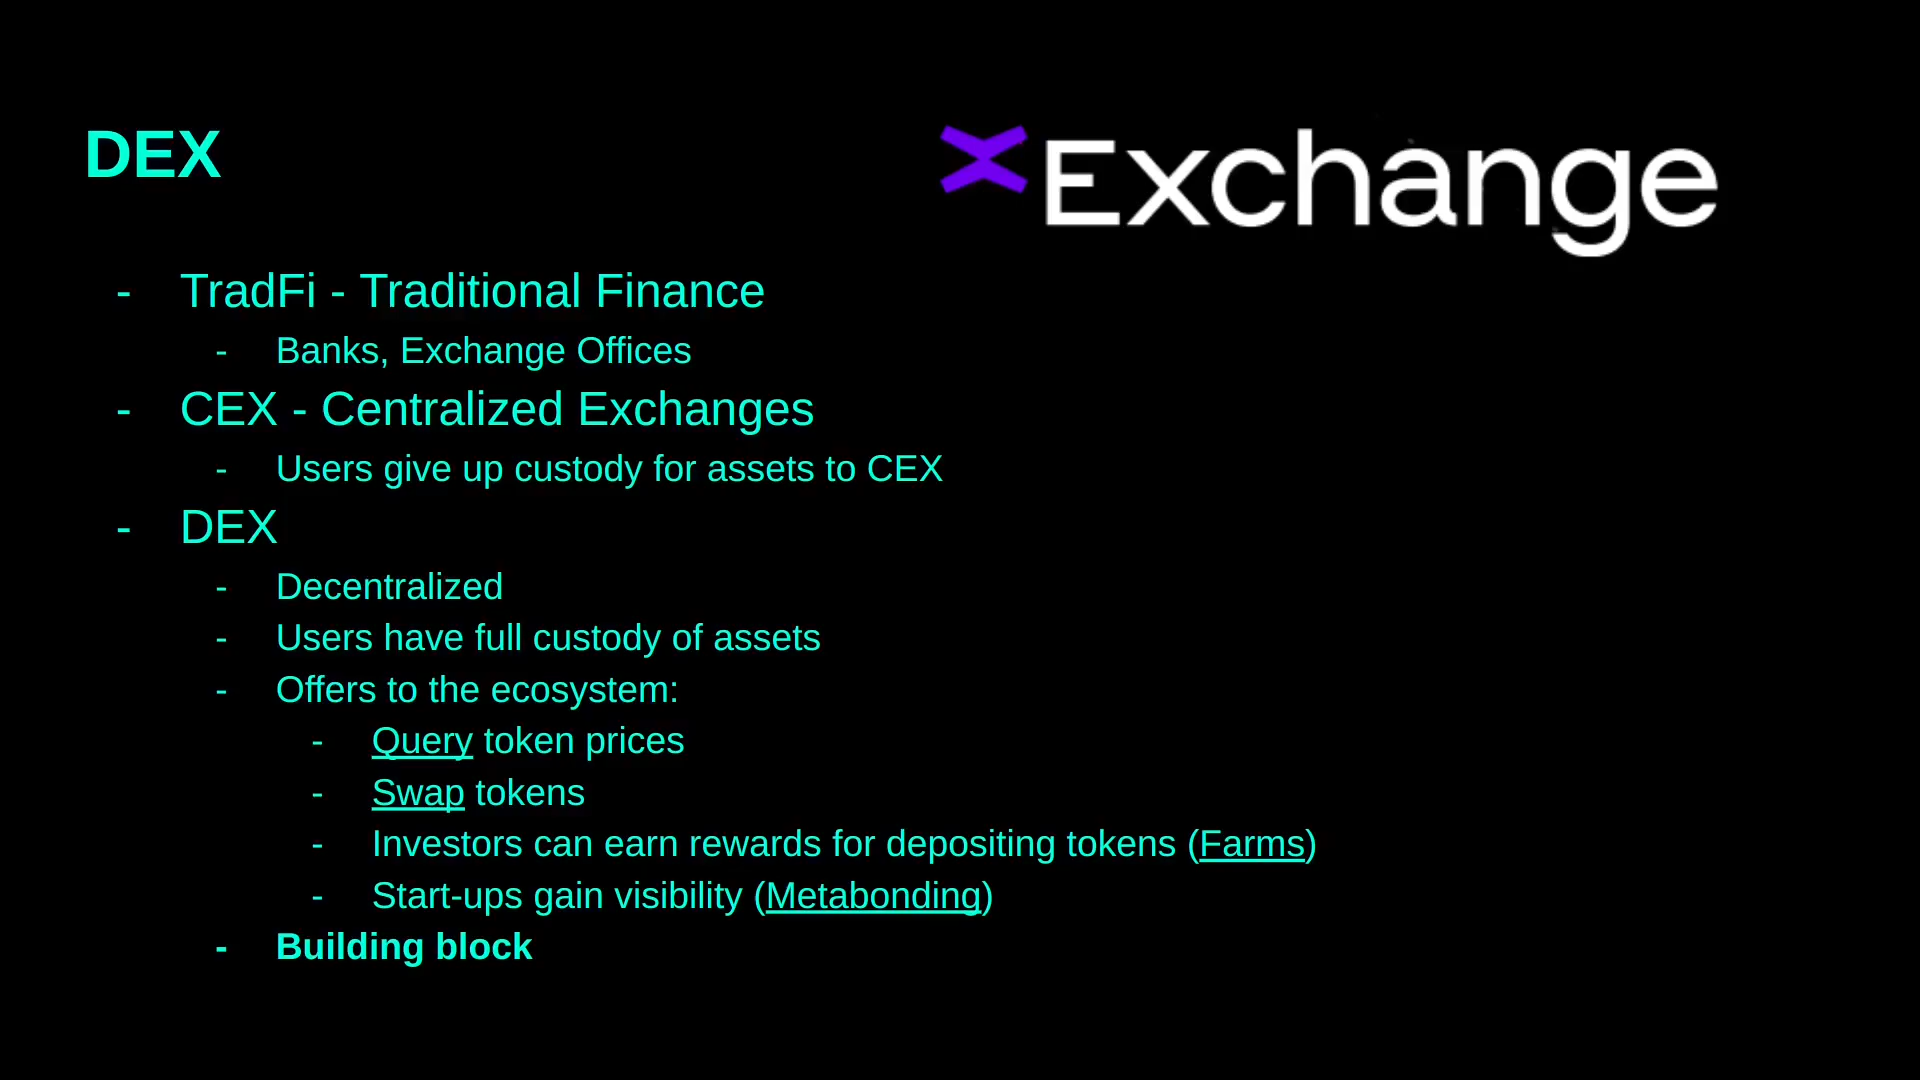 DEX
xExchange
- TradFi - Traditional Finance
- Banks, Exchange Offices
- CEX - Centralized Exchanges
- Users give up custody for assets to CEX
- DEX
- Decentralized
- Users have full custody of assets
- Offers to the ecosystem:
- Query token prices
- Swap tokens
- Investors can earn rewards for depositing tokens (Farms)
- Start-ups gain visibility (Metabonding)
- Building block